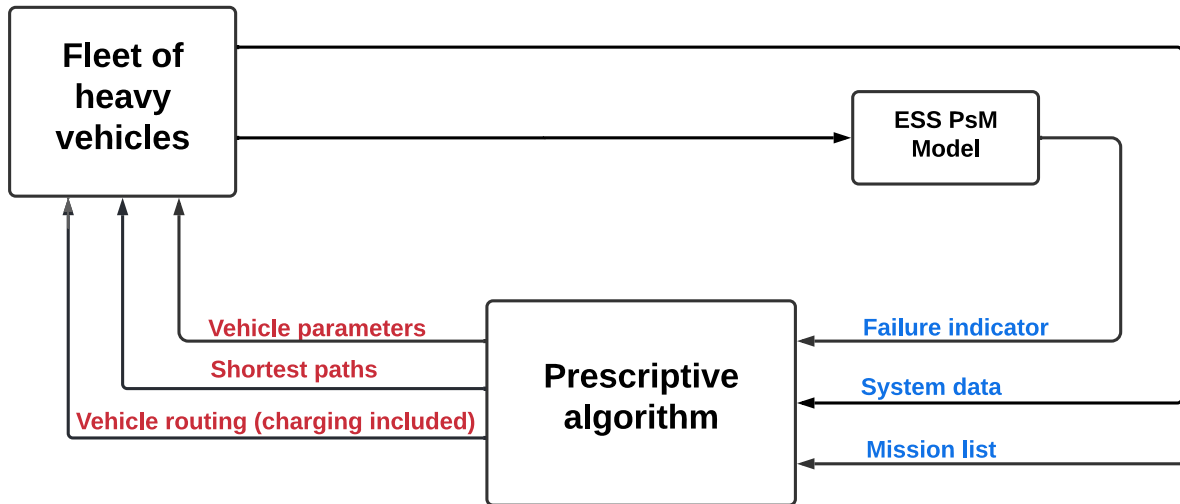 Fleet of
heavy
vehicles
ESS PsM
Model
Vehicle parameters
Shortest paths
Vehicle routing (charging included)
Prescriptive
algorithm
Failure indicator
System data
Mission list